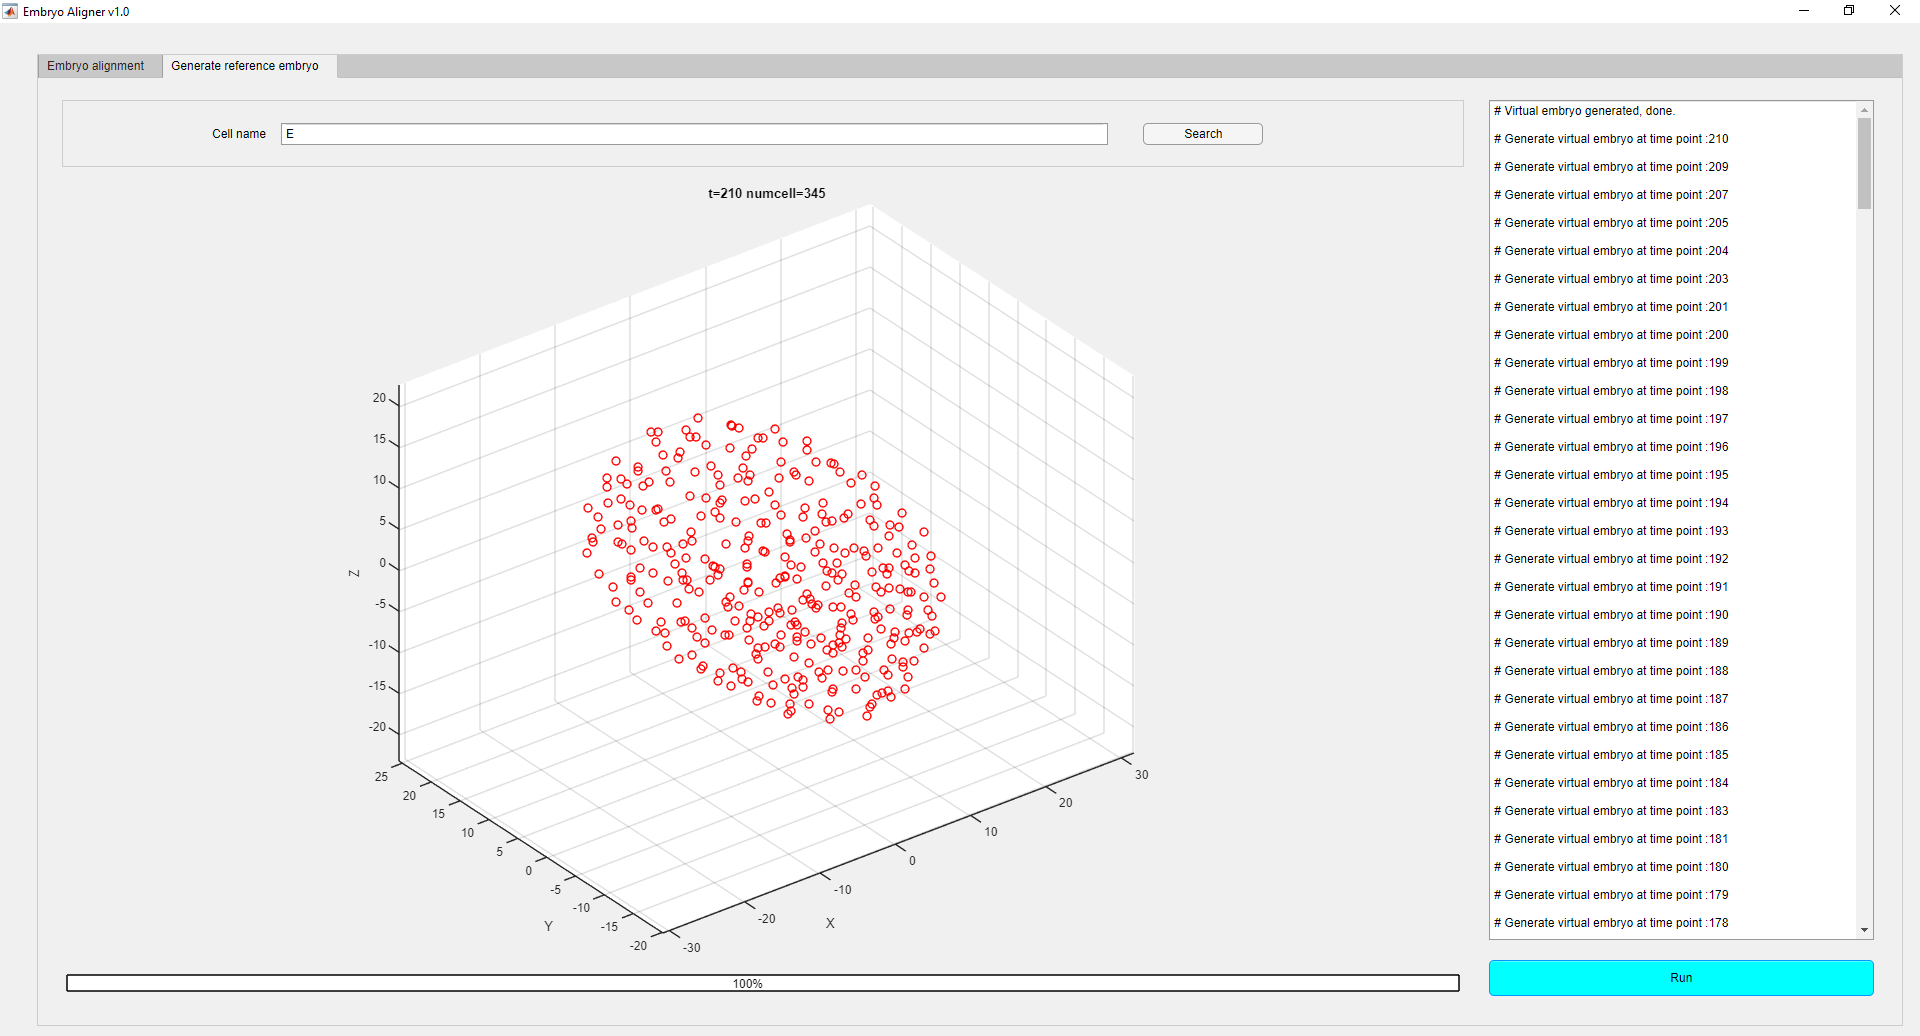 Embryo Aligner v1.0
Embryo alignment
Generate reference embryo
Cell name
E
Search
t=210 numcell=345
20
15
10
5
0
-5
-10
-15
-20
Z
25
20
15
10
5
0
-5
-10
-15
-20
Y
-30
-20
-10
0
10
20
30
X
100%
# Virtual embryo generated, done.
# Generate virtual embryo at time point :210
# Generate virtual embryo at time point :209
# Generate virtual embryo at time point :207
# Generate virtual embryo at time point :205
# Generate virtual embryo at time point :204
# Generate virtual embryo at time point :203
# Generate virtual embryo at time point :201
# Generate virtual embryo at time point :200
# Generate virtual embryo at time point :199
# Generate virtual embryo at time point :198
# Generate virtual embryo at time point :197
# Generate virtual embryo at time point :196
# Generate virtual embryo at time point :195
# Generate virtual embryo at time point :194
# Generate virtual embryo at time point :193
# Generate virtual embryo at time point :192
# Generate virtual embryo at time point :191
# Generate virtual embryo at time point :190
# Generate virtual embryo at time point :189
# Generate virtual embryo at time point :188
# Generate virtual embryo at time point :187
# Generate virtual embryo at time point :186
# Generate virtual embryo at time point :185
# Generate virtual embryo at time point :184
# Generate virtual embryo at time point :183
# Generate virtual embryo at time point :181
# Generate virtual embryo at time point :180
# Generate virtual embryo at time point :179
# Generate virtual embryo at time point :178
Run